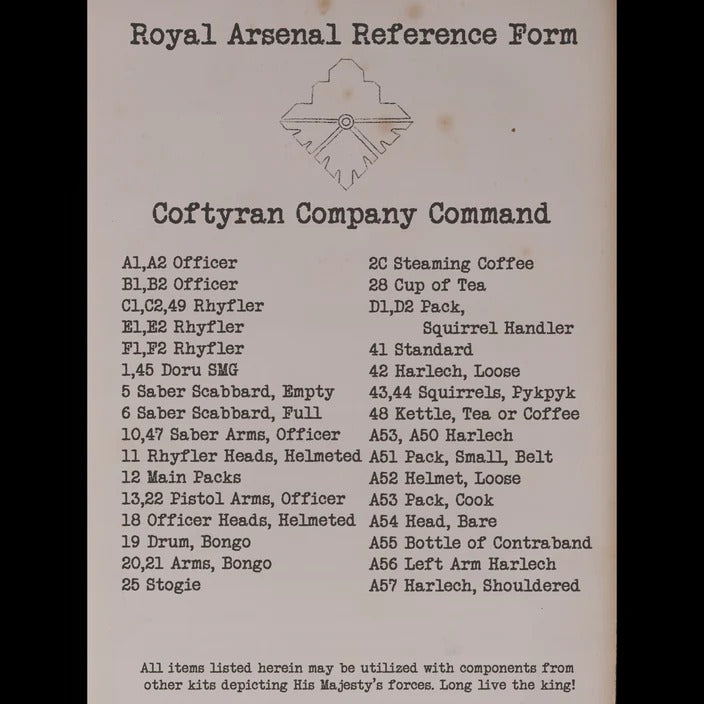 Royal Arsenal Reference Form
Coftyran Company Command
A1,A2 Officer
B1,B2 Officer
C1,C2,49 Rhyfler
E1,E2 Rhyfler
F1,F2 Rhyfler
1,45 Doru SMG
5 Saber Scabbard, Empty
6 Saber Scabbard, Full
10,47 Saber Arms, Officer
11 Rhyfler Heads, Helmeted
12 Main Packs
13,22 Pistol Arms, Officer
18 Officer Heads, Helmeted
19 Drum, Bongo
20,21 Arms, Bongo
25 Stogie
2C Steaming Coffee
28 Cup of Tea
D1,D2 Pack,
Squirrel Handler
41 Standard
42 Harlech, Loose
43,44 Squirrels, Pykpyk
48 Kettle, Tea or Coffee
A53, A50 Harlech
A51 Pack, Small, Belt
A52 Helmet, Loose
A53 Pack, Cook
A54 Head, Bare
A55 Bottle of Contraband
A56 Left Arm Harlech
A57 Harlech, Shouldered
All items listed herein may be utilized with components from
other kits depicting His Majesty's forces. Long live the king!